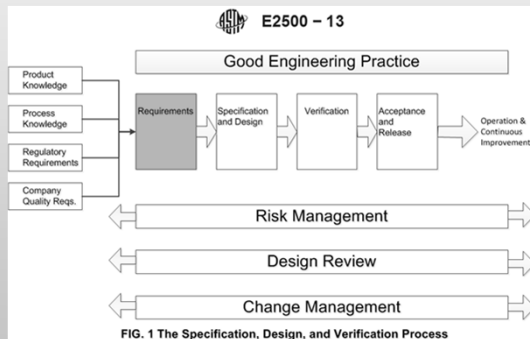 ASTM E2500 – 13
Good Engineering Practice
Product
Knowledge
Process
Knowledge
Regulatory
Requirements
Company
Quality Reqs.
Requirements
Specification
and Design
Verification
Acceptance
and
Release
Operation &
Continuous
Improvement
Risk Management
Design Review
Change Management
FIG. 1 The Specification, Design, and Verification Process